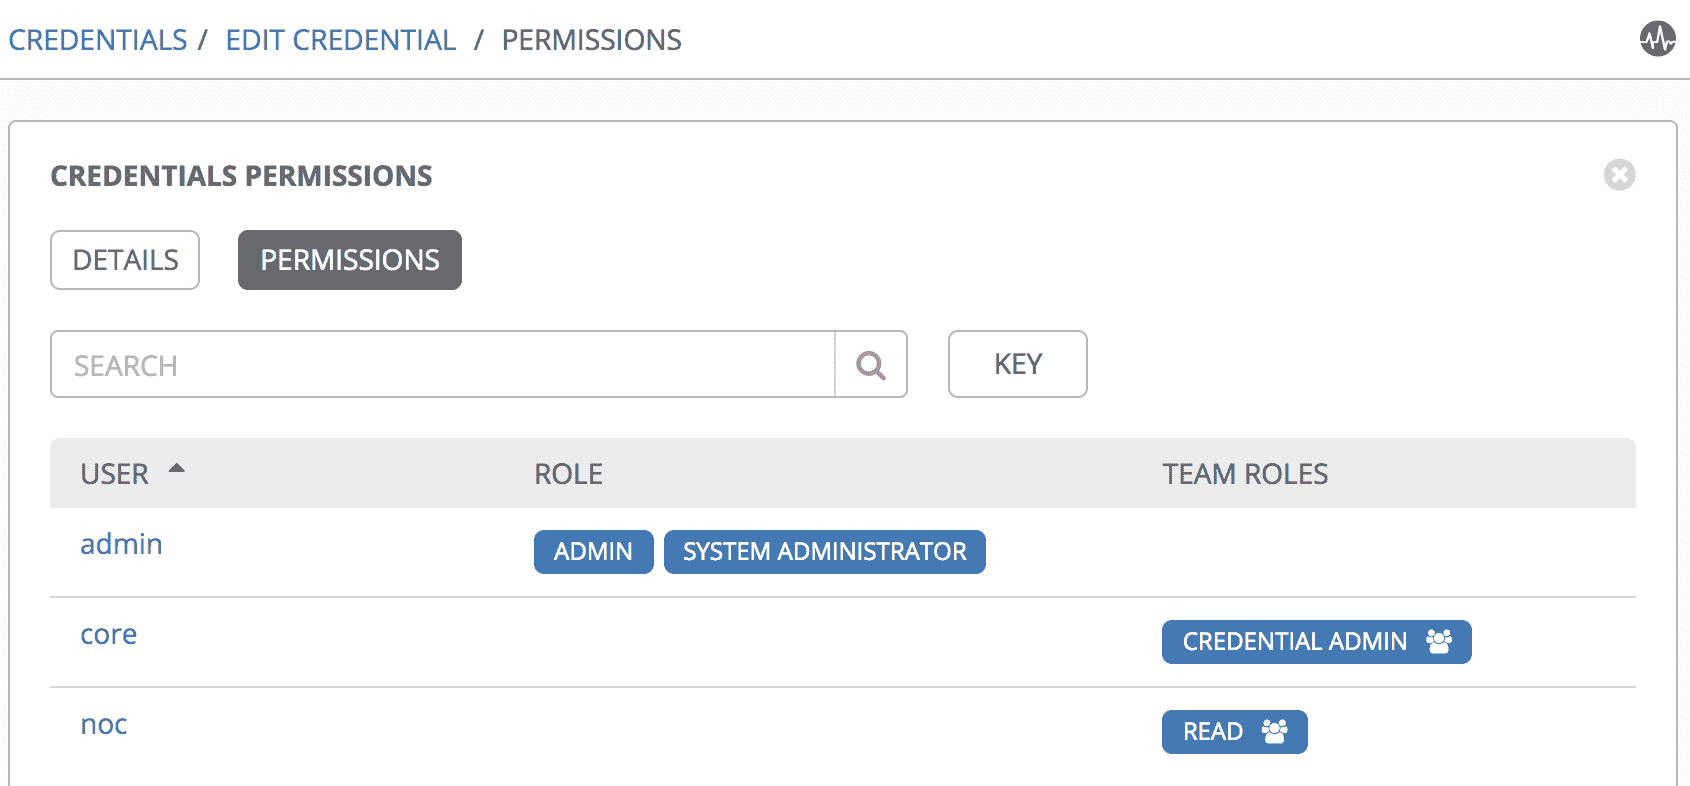 CREDENTIALS / EDIT CREDENTIAL / PERMISSIONS
CREDENTIALS PERMISSIONS
DETAILS PERMISSIONS
SEARCH KEY
USER ROLE TEAM ROLES
admin ADMIN SYSTEM ADMINISTRATOR
core CREDENTIAL ADMIN
noc READ